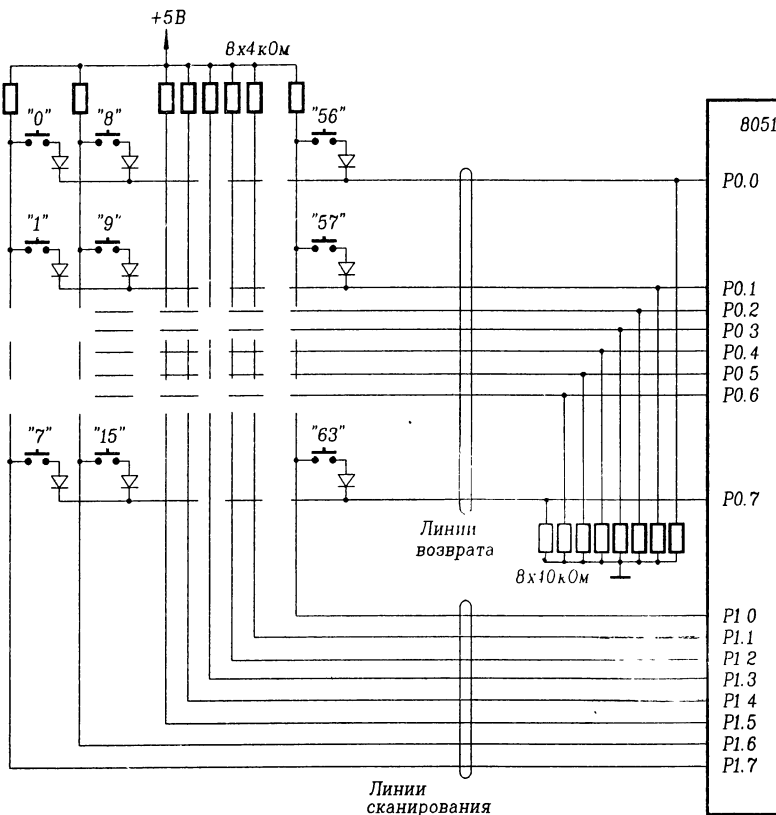 +5В
8х4кОм
"0" "8" "56"
8051
P0.0
"1" "9" "57"
P0.1
P0.2
P0 3
P0.4
P0 5
P0.6
"7" "15" "63"
P0.7
Линии
возврата
8х10кОм
P1 0
P1.1
P1 2
P1.3
P1 4
P1.5
P1.6
P1.7
Линии
сканирования